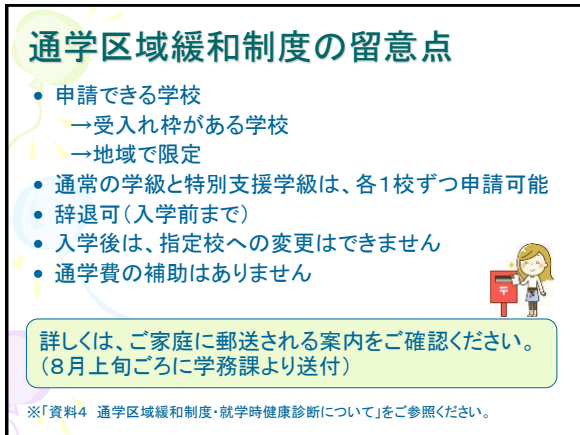 通学区域緩和制度の留意点
• 申請できる学校
→受入れ枠がある学校
→地域で限定
• 通常の学級と特別支援学級は、各1校ずつ申請可能
• 辞退可(入学前まで)
• 入学後は、指定校への変更はできません
• 通学費の補助はありません
〒
詳しくは、ご家庭に郵送される案内をご確認ください。
(8月上旬ごろに学務課より送付)
※「資料4 通学区域緩和制度・就学時健康診断について」をご参照ください。